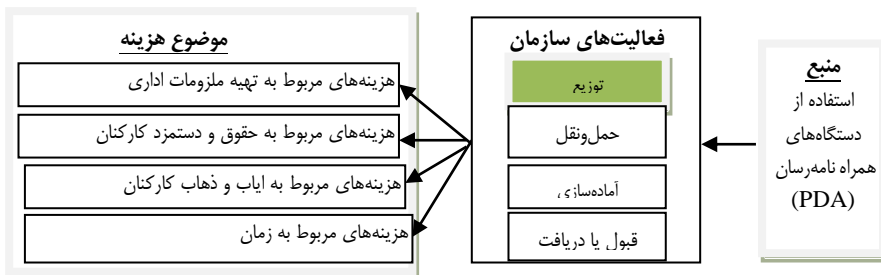 منبع
استفاده از
دستگاه‌های
همراه نامه‌رسان
(PDA)
فعالیت‌های سازمان
توزیع
حمل‌ونقل
آماده‌سازی
قبول یا دریافت
موضوع هزینه
هزینه‌های مربوط به تهیه ملزومات اداری
هزینه‌های مربوط به حقوق و دستمزد کارکنان
هزینه‌های مربوط به ایاب و ذهاب کارکنان
هزینه‌های مربوط به زمان